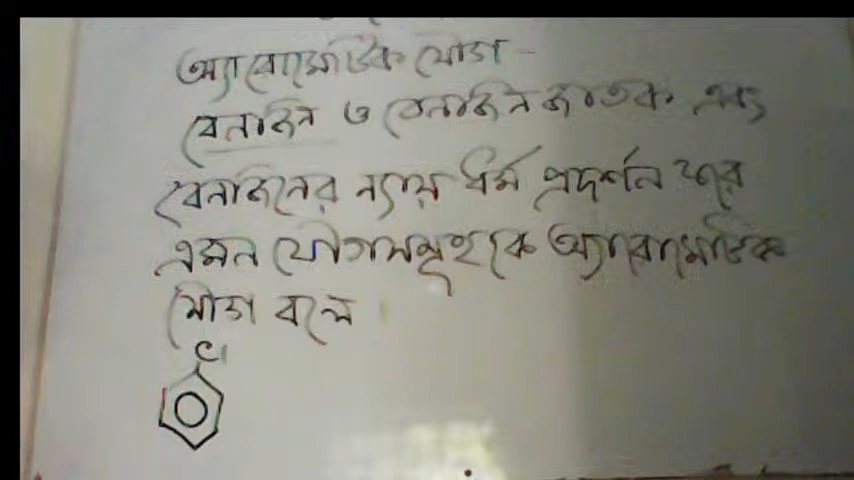 অ্যারোমেটিক যৌগ -
বেনজিন ও বেনজিন জাতক এবং
বেনজিনের ন্যায় ধর্ম প্রদর্শন করে
এমন যৌগসমূহকে অ্যারোমেটিক
যৌগ বলে
Cl